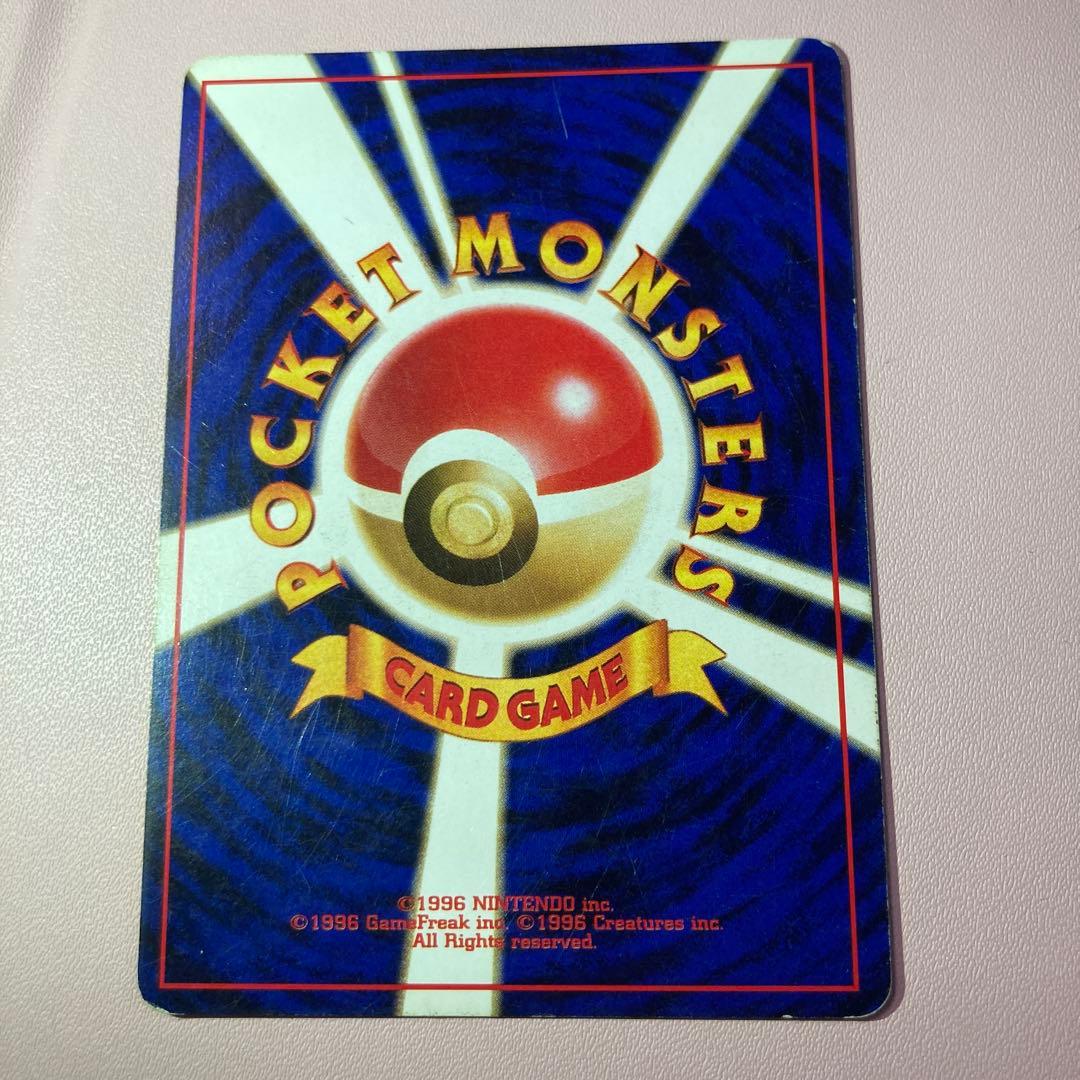 POCKET MONSTERS
CARD GAME
©1996 NINTENDO inc.
©1996 GameFreak inc. ©1996 Creatures inc.
All Rights reserved.